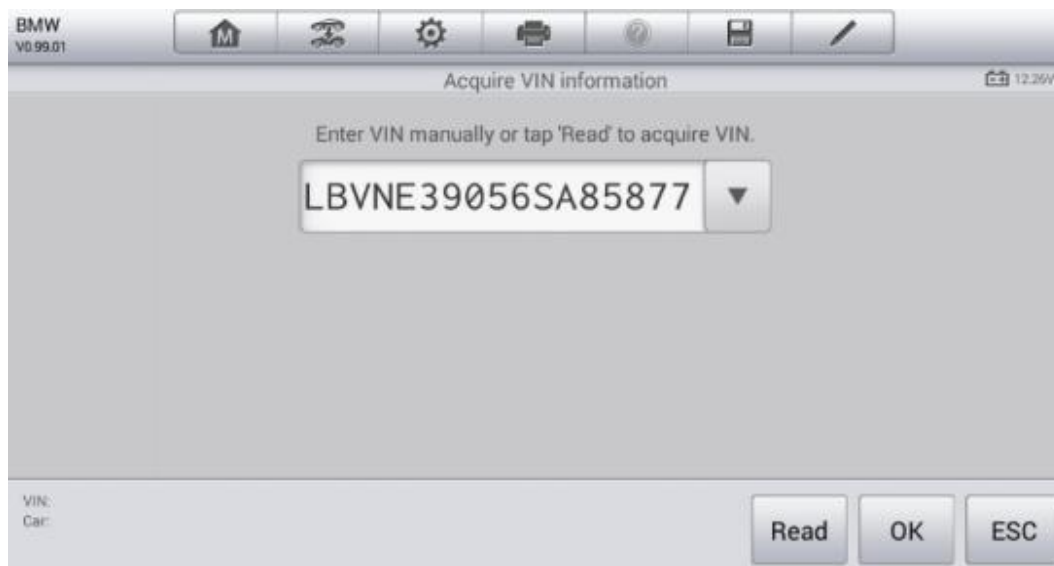 BMW
V0.99.01
M
Acquire VIN information
12.26V
Enter VIN manually or tap 'Read' to acquire VIN.
LBVNE39056SA85877
VIN:
Car:
Read
OK
ESC